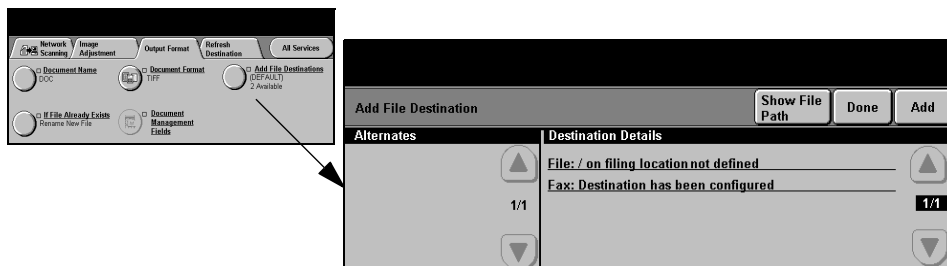 Network Scanning
Image Adjustment
Output Format
Refresh Destination
All Services
Document Name
DOC
Document Format
TIFF
Add File Destinations
(DEFAULT)
2 Available
If File Already Exists
Rename New File
Document
Management
Fields
Add File Destination
Show File Path
Done
Add
Alternates
Destination Details
File: / on filing location not defined
Fax: Destination has been configured
1/1
1/1